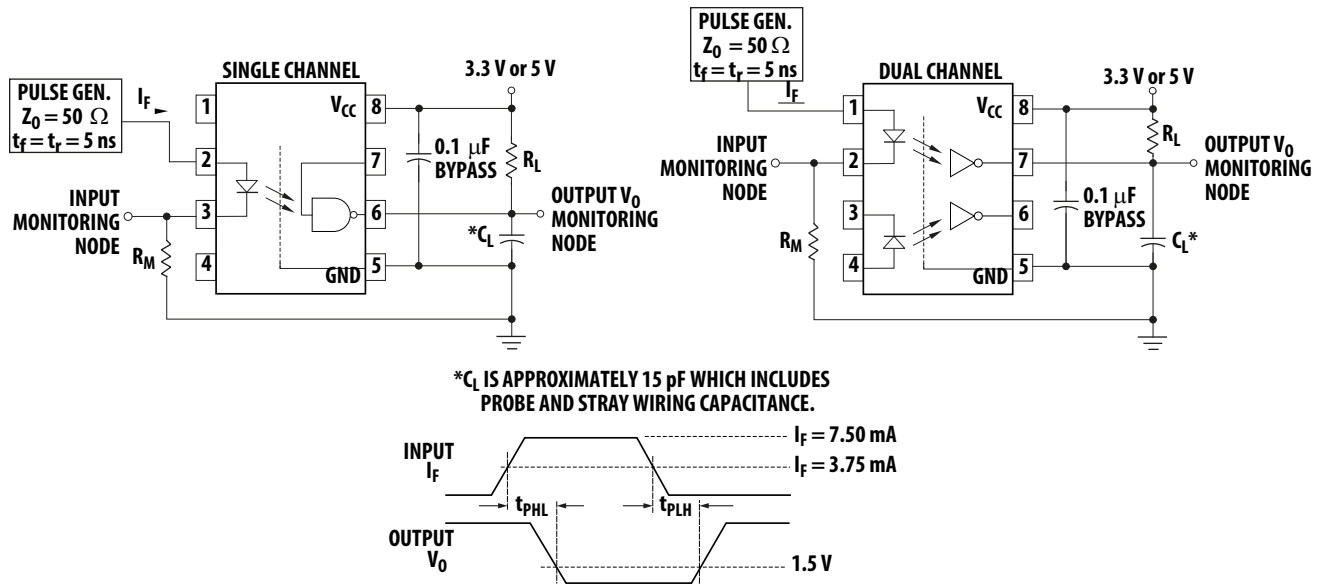 PULSE GEN.
Z0 = 50 Ω
tf = tr = 5 ns
IF
SINGLE CHANNEL
3.3 V or 5 V
1
VCC
8
2
7
0.1 μF
BYPASS
RL
INPUT
MONITORING
NODE
3
6
OUTPUT VO
MONITORING
NODE
*CL
RM
4
GND
5
PULSE GEN.
Z0 = 50 Ω
tf = tr = 5 ns
IF
DUAL CHANNEL
3.3 V or 5 V
1
VCC
8
RL
INPUT
MONITORING
NODE
2
7
OUTPUT VO
MONITORING
NODE
3
6
0.1 μF
BYPASS
CL*
RM
4
GND
5
*CL IS APPROXIMATELY 15 pF WHICH INCLUDES
PROBE AND STRAY WIRING CAPACITANCE.
INPUT
IF
IF = 7.50 mA
IF = 3.75 mA
tPHL
tPLH
OUTPUT
VO
1.5 V